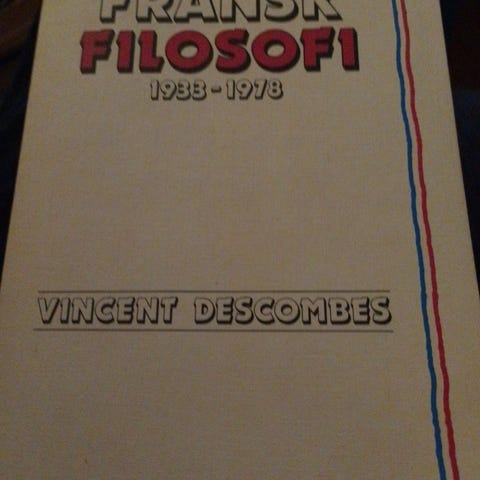 FRANSK
FILOSOFI
1933-1978
VINCENT DESCOMBES